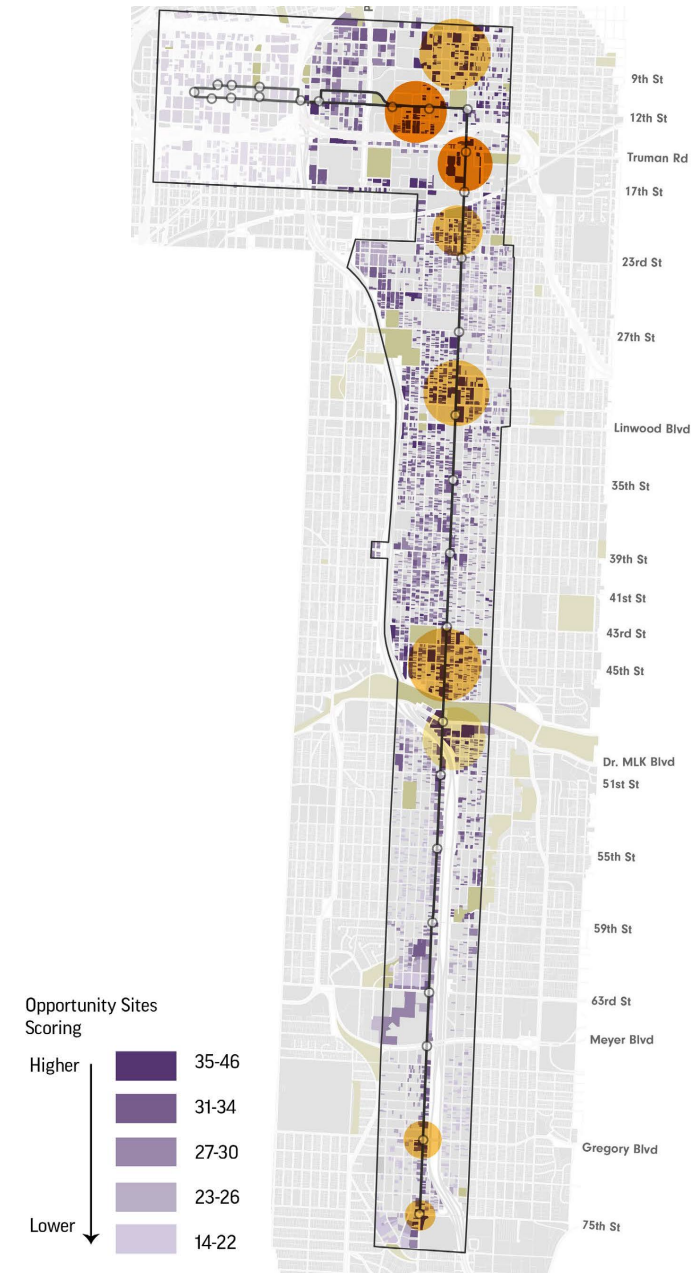 9th St
12th St
Truman Rd
17th St
23rd St
27th St
Linwood Blvd
35th St
39th St
41st St
43rd St
45th St
Dr. MLK Blvd
51st St
55th St
59th St
63rd St
Meyer Blvd
Gregory Blvd
75th St
Opportunity Sites
Scoring
Higher
35-46
31-34
27-30
23-26
Lower
14-22